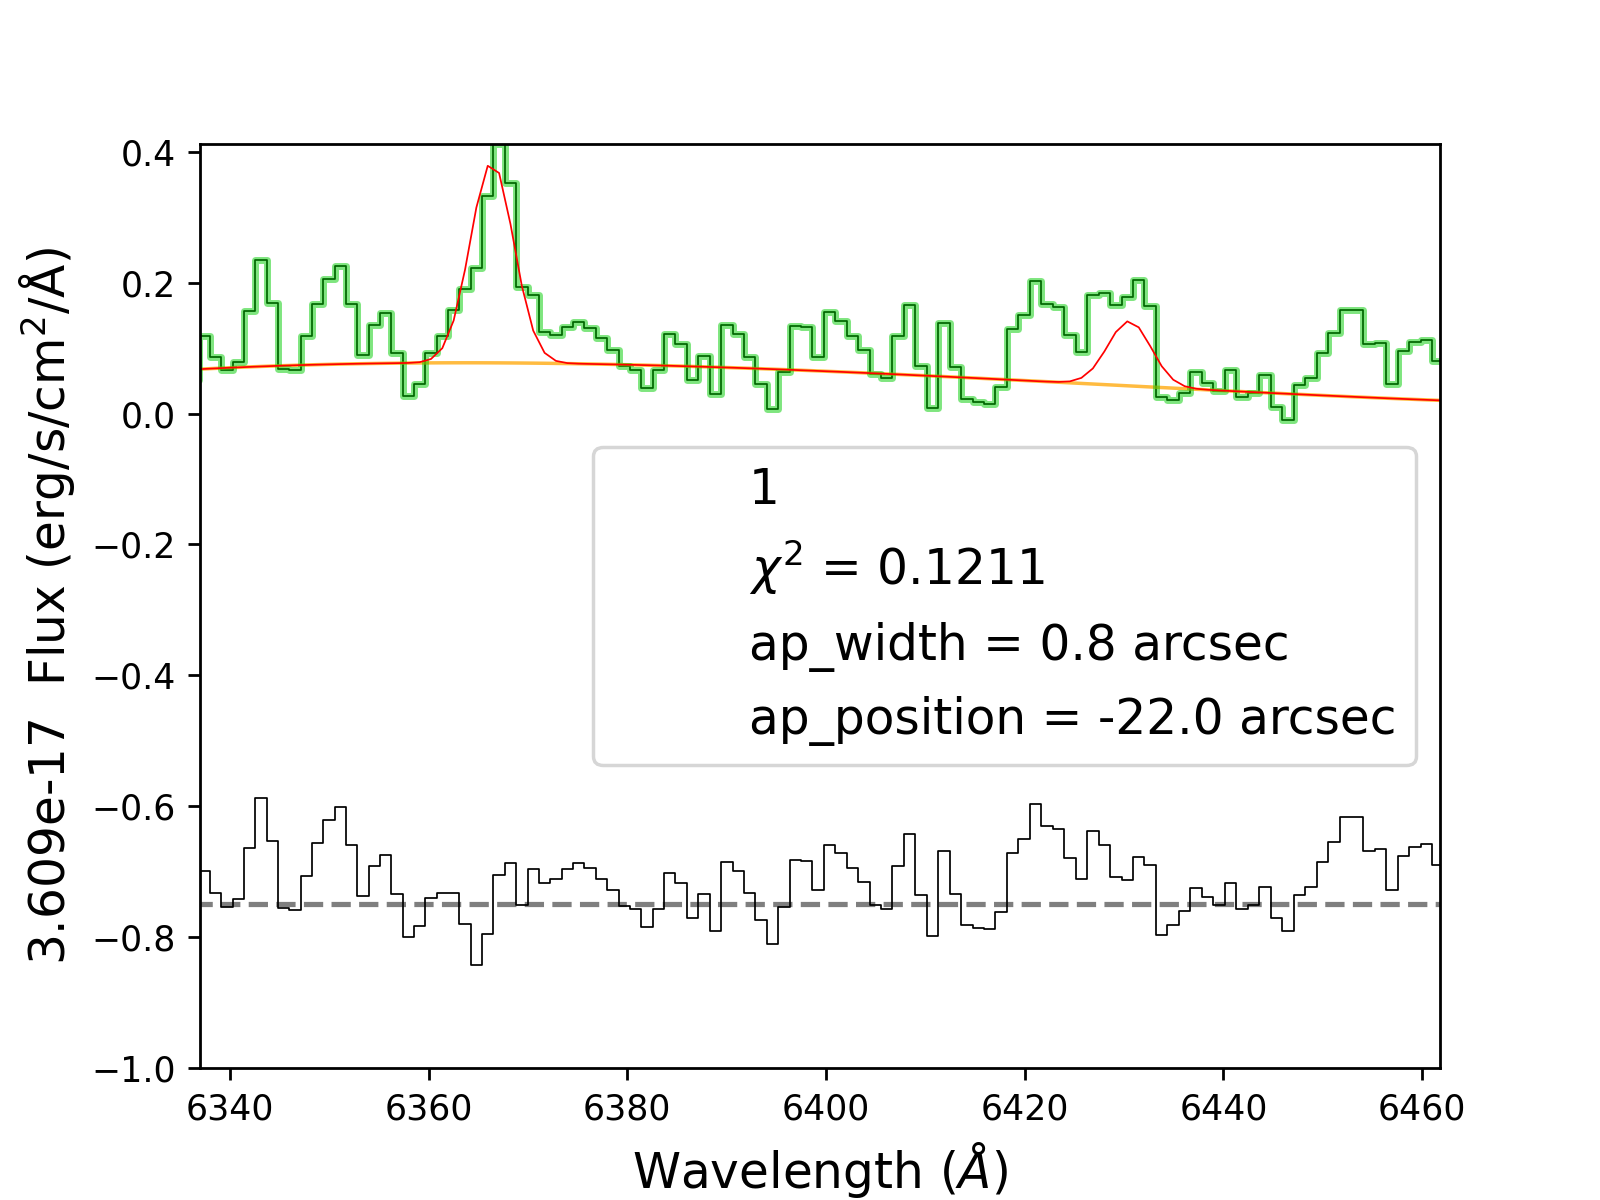 0.4
0.2
0.0
−0.2
−0.4
−0.6
−0.8
−1.0
3.609e-17 Flux (erg/s/cm²/Å)
1
χ² = 0.1211
ap_width = 0.8 arcsec
ap_position = -22.0 arcsec
6340 6360 6380 6400 6420 6440 6460
Wavelength (Å)